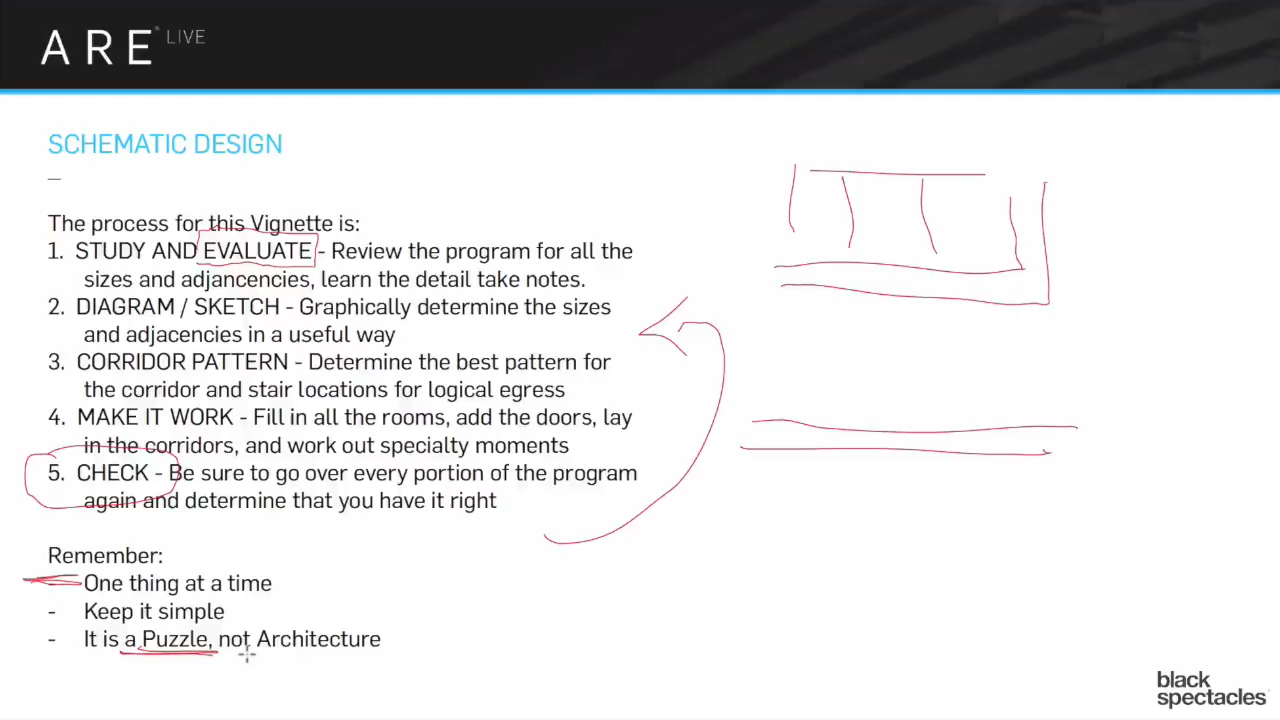 ARE® LIVE
SCHEMATIC DESIGN
–
The process for this Vignette is:
1. STUDY AND EVALUATE - Review the program for all the
sizes and adjancencies, learn the detail take notes.
2. DIAGRAM / SKETCH - Graphically determine the sizes
and adjacencies in a useful way
3. CORRIDOR PATTERN - Determine the best pattern for
the corridor and stair locations for logical egress
4. MAKE IT WORK - Fill in all the rooms, add the doors, lay
in the corridors, and work out specialty moments
5. CHECK - Be sure to go over every portion of the program
again and determine that you have it right
Remember:
- One thing at a time
- Keep it simple
- It is a Puzzle, not Architecture
black
spectacles